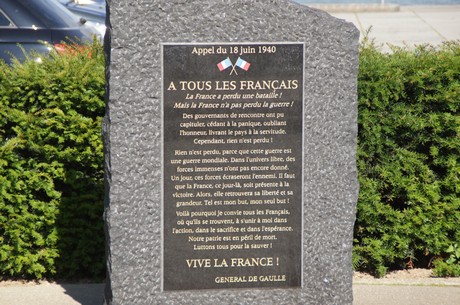 Appel du 18 juin 1940
A TOUS LES FRANÇAIS
La France a perdu une bataille !
Mais la France n'a pas perdu la guerre !
Des gouvernants de rencontre ont pu
capituler, cédant à la panique, oubliant
l'honneur, livrant le pays à la servitude.
Cependant, rien n'est perdu !
Rien n'est perdu, parce que cette guerre est
une guerre mondiale. Dans l'univers libre, des
forces immenses n'ont pas encore donné.
Un jour, ces forces écraseront l'ennemi. Il faut
que la France, ce jour-là, soit présente à la
victoire. Alors, elle retrouvera sa liberté et sa
grandeur. Tel est mon but, mon seul but !
Voilà pourquoi je convie tous les Français,
où qu'ils se trouvent, à s'unir à moi dans
l'action, dans le sacrifice et dans l'espérance.
Notre patrie est en péril de mort.
Luttons tous pour la sauver !
VIVE LA FRANCE !
GENERAL DE GAULLE